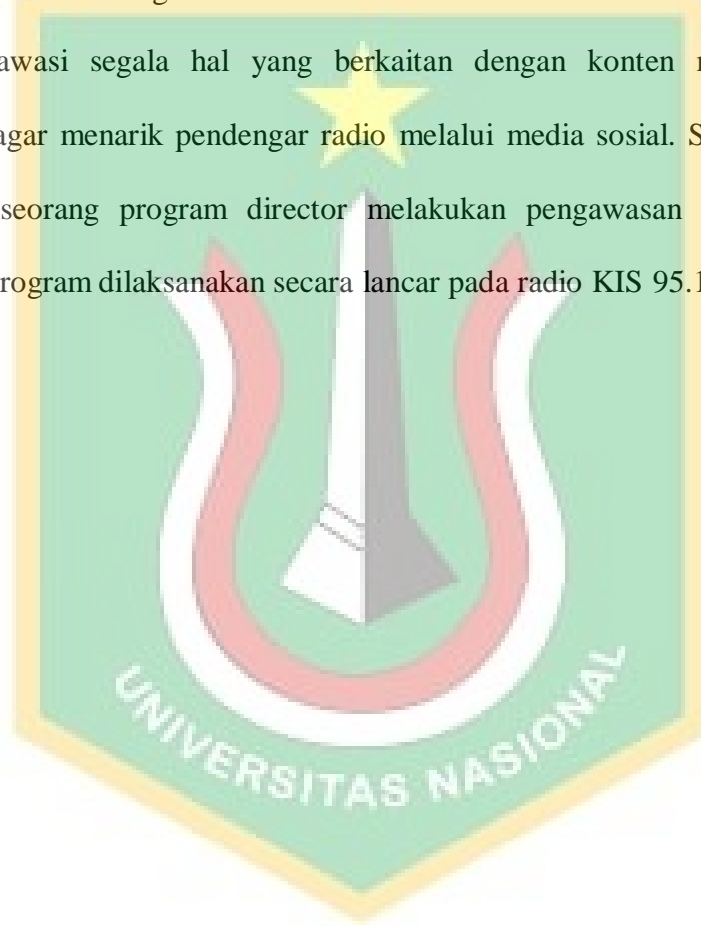 awasi segala hal yang berkaitan dengan konten
agar menarik pendengar radio melalui media sosial. S
seorang program director melakukan pengawasan
rogram dilaksanakan secara lancar pada radio KIS 95.1
UNIVERSITAS NASIONAL